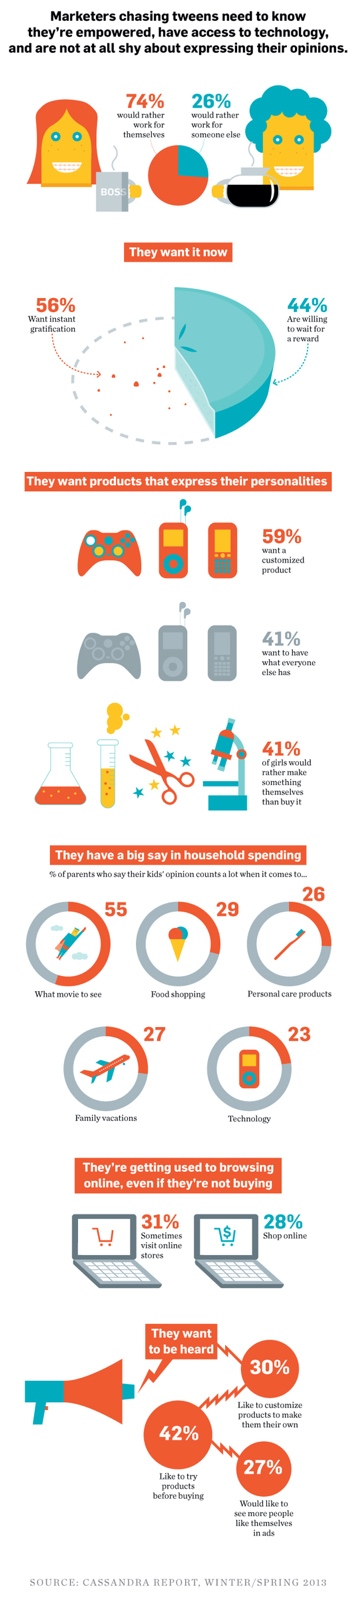 Marketers chasing tweens need to know
they're empowered, have access to technology,
and are not at all shy about expressing their opinions.
74%
would rather
work for
themselves
26%
would rather
work for
someone else
BOSS
They want it now
56%
Want instant
gratification
44%
Are willing
to wait for
a reward
They want products that express their personalities
59%
want a
customized
product
41%
want to have
what everyone
else has
41%
of girls would
rather make
something
themselves
than buy it
They have a big say in household spending
% of parents who say their kids' opinion counts a lot when it comes to...
55
What movie to see
29
Food shopping
26
Personal care products
27
Family vacations
23
Technology
They're getting used to browsing
online, even if they're not buying
31%
Sometimes
visit online
stores
$
28%
Shop online
They want
to be heard
30%
Like to customize
products to make
them their own
42%
Like to try
products
before buying
27%
Would like to
see more people
like themselves
in ads
SOURCE: CASSANDRA REPORT, WINTER/SPRING 2013